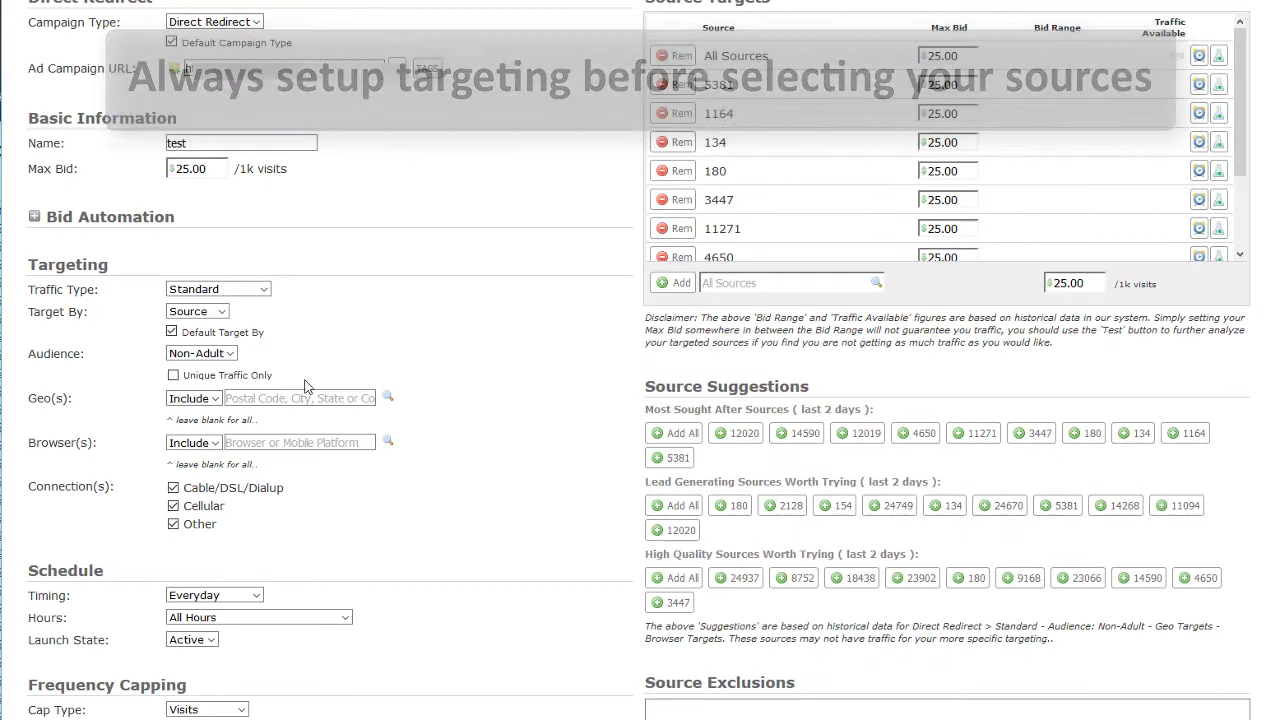 Direct Redirect
Campaign Type: Direct Redirect
Default Campaign Type
Ad Campaign URL: TAGS
Always setup targeting before selecting your sources
Basic Information
Name: test
Max Bid: $25.00 /1k visits
Bid Automation
Targeting
Traffic Type: Standard
Target By: Source
Default Target By
Audience: Non-Adult
Unique Traffic Only
Geo(s): Include Postal Code, City, State or Co
^ leave blank for all..
Browser(s): Include Browser or Mobile Platform
^ leave blank for all..
Connection(s): Cable/DSL/Dialup
Cellular
Other
Schedule
Timing: Everyday
Hours: All Hours
Launch State: Active
Frequency Capping
Cap Type: Visits
Source Targets
Source Max Bid Bid Range Traffic Available
Rem All Sources $25.00
Rem 5381 $25.00
Rem 1164 $25.00
Rem 134 $25.00
Rem 180 $25.00
Rem 3447 $25.00
Rem 11271 $25.00
Rem 4650 $25.00
Add All Sources $25.00 /1k visits
Disclaimer: The above 'Bid Range' and 'Traffic Available' figures are based on historical data in our system. Simply setting your
Max Bid somewhere in between the Bid Range will not guarantee you traffic, you should use the 'Test' button to further analyze
your targeted sources if you find you are not getting as much traffic as you would like.
Source Suggestions
Most Sought After Sources ( last 2 days ):
Add All 12020 14590 12019 4650 11271 3447 180 134 1164
5381
Lead Generating Sources Worth Trying ( last 2 days ):
Add All 180 2128 154 24749 134 24670 5381 14268 11094
12020
High Quality Sources Worth Trying ( last 2 days ):
Add All 24937 8752 18438 23902 180 9168 23066 14590 4650
3447
The above 'Suggestions' are based on historical data for Direct Redirect > Standard - Audience: Non-Adult - Geo Targets -
Browser Targets. These sources may not have traffic for your more specific targeting..
Source Exclusions